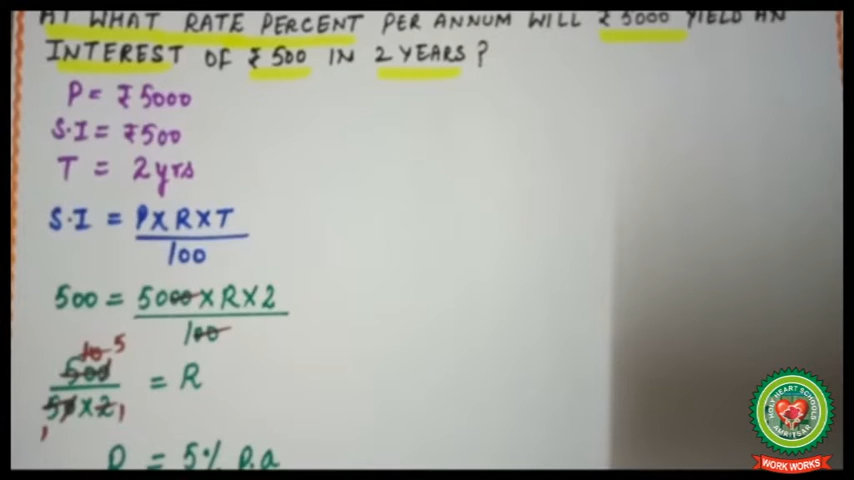 AT WHAT RATE PERCENT PER ANNUM WILL ₹ 5000 YIELD AN
INTEREST OF ₹ 500 IN 2 YEARS?
P = ₹ 5000
S.I = ₹500
T = 2 yrs
S.I = P X R X T
100
500 = 5000 X R X 2
100
10 5
500 = R
50 X 2 1
1
R = 5% p.a
HOLY HEART SCHOOLS
AMRITSAR
WORK WORKS